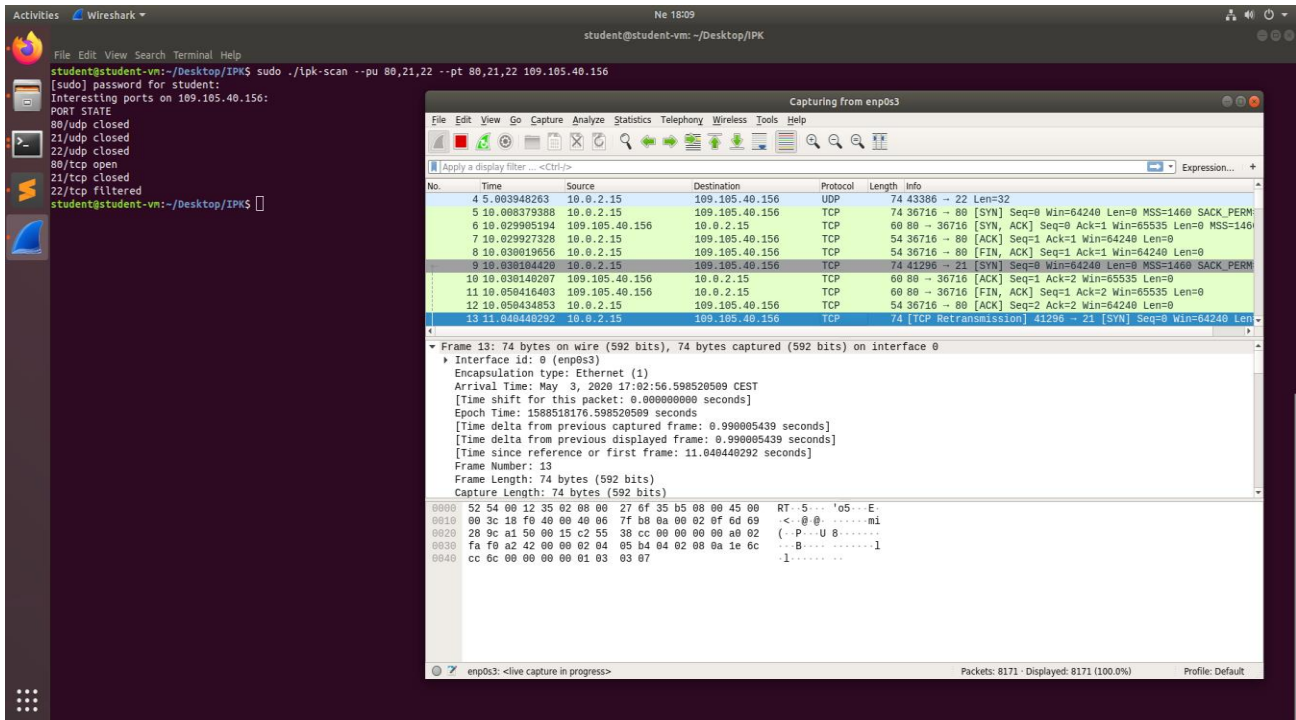 Activities Wireshark Ne 18:09
student@student-vm: ~/Desktop/IPK
File Edit View Search Terminal Help
student@student-vm:~/Desktop/IPK$ sudo ./ipk-scan --pu 80,21,22 --pt 80,21,22 109.105.40.156
[sudo] password for student:
Interesting ports on 109.105.40.156:
PORT STATE
80/udp closed
21/udp closed
22/udp closed
80/tcp open
21/tcp closed
22/tcp filtered
student@student-vm:~/Desktop/IPK$
Capturing from enp0s3
File Edit View Go Capture Analyze Statistics Telephony Wireless Tools Help
Apply a display filter ... <Ctrl-/> Expression... +
No. Time Source Destination Protocol Length Info
4 5.003948263 10.0.2.15 109.105.40.156 UDP 74 43386 → 22 Len=32
5 10.008379388 10.0.2.15 109.105.40.156 TCP 74 36716 → 80 [SYN] Seq=0 Win=64240 Len=0 MSS=1460 SACK_PERM
6 10.029905194 109.105.40.156 10.0.2.15 TCP 60 80 → 36716 [SYN, ACK] Seq=0 Ack=1 Win=65535 Len=0 MSS=146
7 10.029927328 10.0.2.15 109.105.40.156 TCP 54 36716 → 80 [ACK] Seq=1 Ack=1 Win=64240 Len=0
8 10.030019656 10.0.2.15 109.105.40.156 TCP 54 36716 → 80 [FIN, ACK] Seq=1 Ack=1 Win=64240 Len=0
9 10.030104420 10.0.2.15 109.105.40.156 TCP 74 41296 → 21 [SYN] Seq=0 Win=64240 Len=0 MSS=1460 SACK_PERM
10 10.030140207 109.105.40.156 10.0.2.15 TCP 60 80 → 36716 [ACK] Seq=1 Ack=2 Win=65535 Len=0
11 10.050416403 109.105.40.156 10.0.2.15 TCP 60 80 → 36716 [FIN, ACK] Seq=1 Ack=2 Win=65535 Len=0
12 10.050434853 10.0.2.15 109.105.40.156 TCP 54 36716 → 80 [ACK] Seq=2 Ack=2 Win=64240 Len=0
13 11.040440292 10.0.2.15 109.105.40.156 TCP 74 [TCP Retransmission] 41296 → 21 [SYN] Seq=0 Win=64240 Len
Frame 13: 74 bytes on wire (592 bits), 74 bytes captured (592 bits) on interface 0
Interface id: 0 (enp0s3)
Encapsulation type: Ethernet (1)
Arrival Time: May 3, 2020 17:02:56.598520509 CEST
[Time shift for this packet: 0.000000000 seconds]
Epoch Time: 1588518176.598520509 seconds
[Time delta from previous captured frame: 0.990005439 seconds]
[Time delta from previous displayed frame: 0.990005439 seconds]
[Time since reference or first frame: 11.040440292 seconds]
Frame Number: 13
Frame Length: 74 bytes (592 bits)
Capture Length: 74 bytes (592 bits)
0000 52 54 00 12 35 02 08 00 27 6f 35 b5 08 00 45 00 RT··5··· 'o5···E·
0010 00 3c 18 f0 40 00 40 06 7f b8 0a 00 02 0f 6d 69 ·<··@·@· ······mi
0020 28 9c a1 50 00 15 c2 55 38 cc 00 00 00 00 a0 02 (··P···U 8·······
0030 fa f0 a2 42 00 00 02 04 05 b4 04 02 08 0a 1e 6c ···B···· ·······l
0040 cc 6c 00 00 00 00 01 03 03 07 ·l······ ··
enp0s3: <live capture in progress> Packets: 8171 · Displayed: 8171 (100.0%) Profile: Default